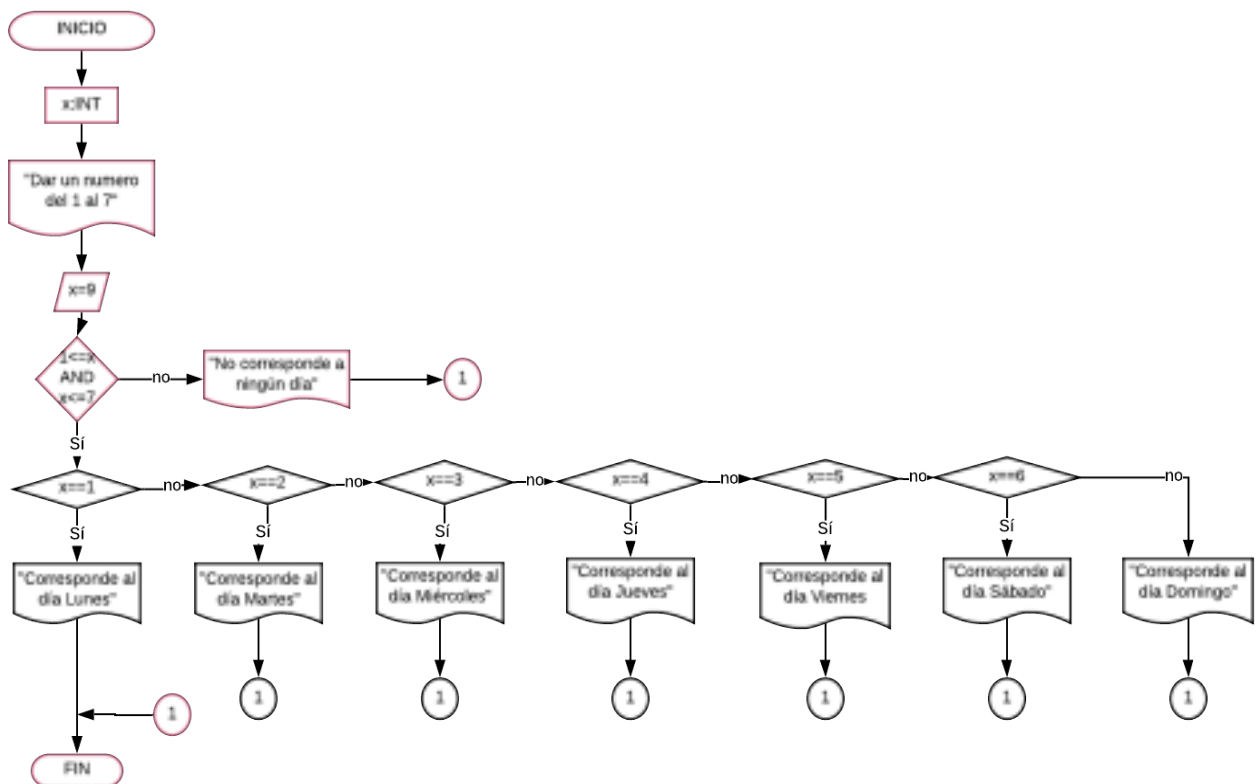 INICIO
x:INT
"Dar un numero
del 1 al 7"
x=9
1<=x
AND
x<=7
no
"No corresponde a
ningún día"
1
Sí
x==1
no
x==2
no
x==3
no
x==4
no
x==5
no
x==6
no
Sí
Sí
Sí
Sí
Sí
Sí
"Corresponde al
día Lunes"
"Corresponde al
día Martes"
"Corresponde al
día Miércoles"
"Corresponde al
día Jueves"
"Corresponde al
día Viernes
"Corresponde al
día Sábado"
"Corresponde al
día Domingo"
1
1
1
1
1
1
1
FIN